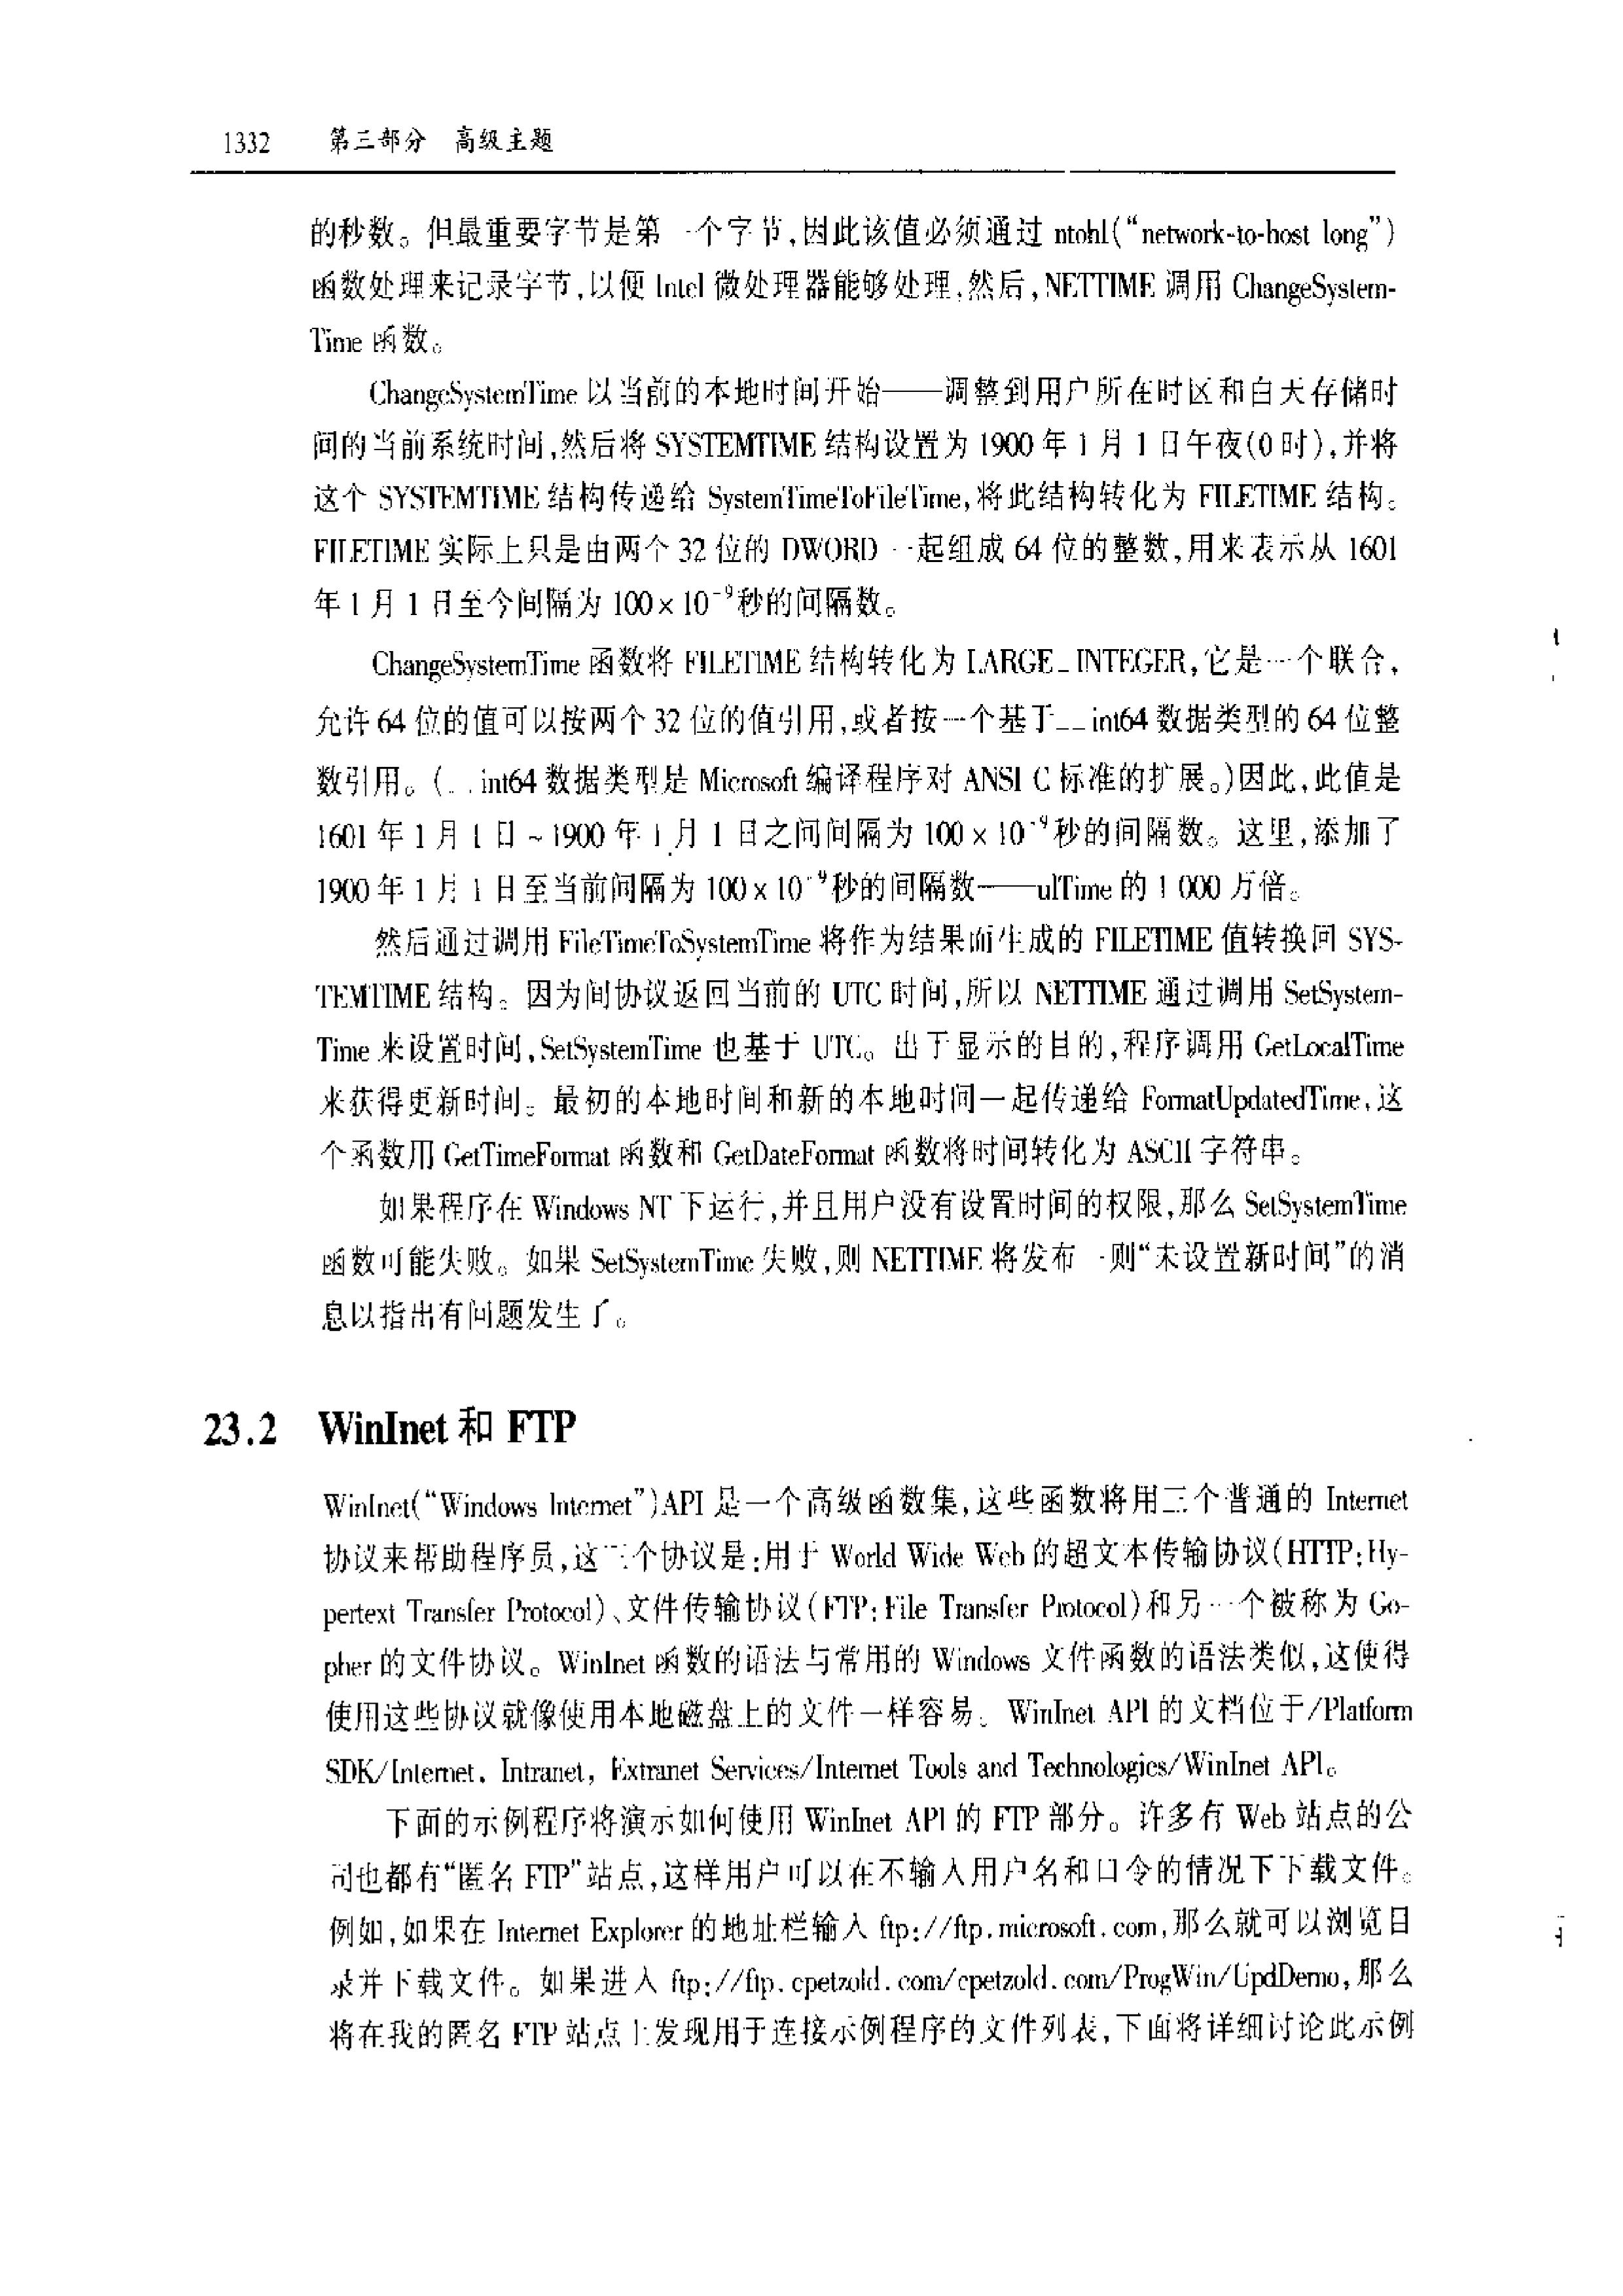 1332 第三部分 高级主题
的秒数。但最重要字节是第一个字节,因此该值必须通过 ntohl(“network-to-host long”)
函数处理来记录字节,以便 Intel 微处理器能够处理,然后,NETTIME 调用 ChangeSystem-
Time 函数。
ChangeSystemTime 以当前的本地时间开始——调整到用户所在时区和白天存储时
间的当前系统时间,然后将 SYSTEMTIME 结构设置为 1900 年 1 月 1 日午夜(0 时),并将
这个 SYSTEMTIME 结构传递给 SystemTimeToFileTime,将此结构转化为 FILETIME 结构。
FILETIME 实际上只是由两个 32 位的 DWORD 一起组成 64 位的整数,用来表示从 1601
年 1 月 1 日至今间隔为 100×10⁻⁹秒的间隔数。
ChangeSystemTime 函数将 FILETIME 结构转化为 LARGE_INTEGER,它是一个联合,
允许 64 位的值可以按两个 32 位的值引用,或者按一个基于__int64 数据类型的 64 位整
数引用。(__int64 数据类型是 Microsoft 编译程序对 ANSI C 标准的扩展。)因此,此值是
1601 年 1 月 1 日~1900 年 1 月 1 日之间间隔为 100×10⁻⁹秒的间隔数。这里,添加了
1900 年 1 月 1 日至当前间隔为 100×10⁻⁹秒的间隔数——ulTime 的 1 000 万倍。
然后通过调用 FileTimeToSystemTime 将作为结果而生成的 FILETIME 值转换回 SYS-
TEMTIME 结构。因为间协议返回当前的 UTC 时间,所以 NETTIME 通过调用 SetSystem-
Time 来设置时间,SetSystemTime 也基于 UTC。出于显示的目的,程序调用 GetLocalTime
来获得更新时间。最初的本地时间和新的本地时间一起传递给 FormatUpdatedTime,这
个函数用 GetTimeFormat 函数和 GetDateFormat 函数将时间转化为 ASCII 字符串。
如果程序在 Windows NT 下运行,并且用户没有设置时间的权限,那么 SetSystemTime
函数可能失败。如果 SetSystemTime 失败,则 NETTIME 将发布一则“未设置新时间”的消
息以指出有问题发生了。
23.2 WinInet 和 FTP
WinInet(“Windows Internet”)API 是一个高级函数集,这些函数将用三个普通的 Internet
协议来帮助程序员,这三个协议是:用于 World Wide Web 的超文本传输协议(HTTP:Hy-
pertext Transfer Protocol)、文件传输协议(FTP:File Transfer Protocol)和另一个被称为 Go-
pher 的文件协议。WinInet 函数的语法与常用的 Windows 文件函数的语法类似,这使得
使用这些协议就像使用本地磁盘上的文件一样容易。WinInet API 的文档位于/Platform
SDK/Internet, Intranet, Extranet Services/Internet Tools and Technologies/WinInet API。
下面的示例程序将演示如何使用 WinInet API 的 FTP 部分。许多有 Web 站点的公
司也都有“匿名 FTP”站点,这样用户可以在不输入用户名和口令的情况下下载文件。
例如,如果在 Internet Explorer 的地址栏输入 ftp://ftp.microsoft.com,那么就可以浏览目
录并下载文件。如果进入 ftp://ftp.cpetzold.com/cpetzold.com/ProgWin/UpdDemo,那么
将在我的匿名 FTP 站点上发现用于连接示例程序的文件列表,下面将详细讨论此示例